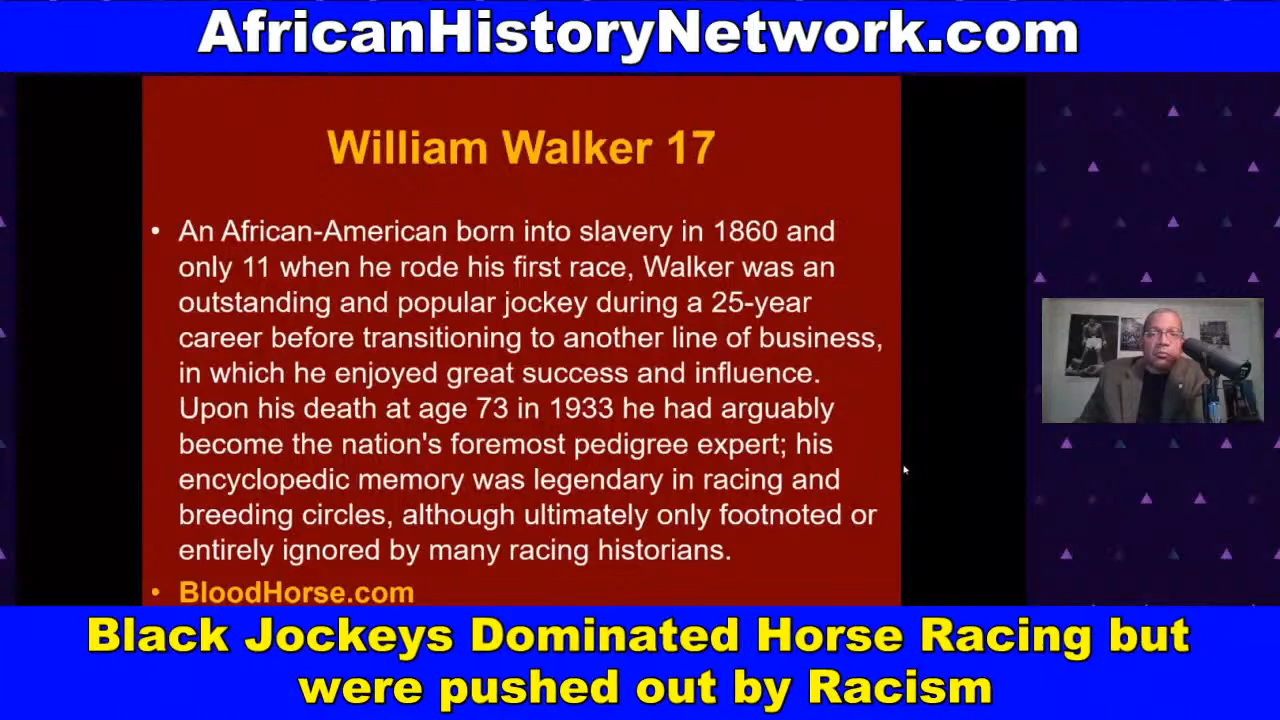 AfricanHistoryNetwork.com
William Walker 17
• An African-American born into slavery in 1860 and
only 11 when he rode his first race, Walker was an
outstanding and popular jockey during a 25-year
career before transitioning to another line of business,
in which he enjoyed great success and influence.
Upon his death at age 73 in 1933 he had arguably
become the nation's foremost pedigree expert; his
encyclopedic memory was legendary in racing and
breeding circles, although ultimately only footnoted or
entirely ignored by many racing historians.
• BloodHorse.com
Black Jockeys Dominated Horse Racing but
were pushed out by Racism